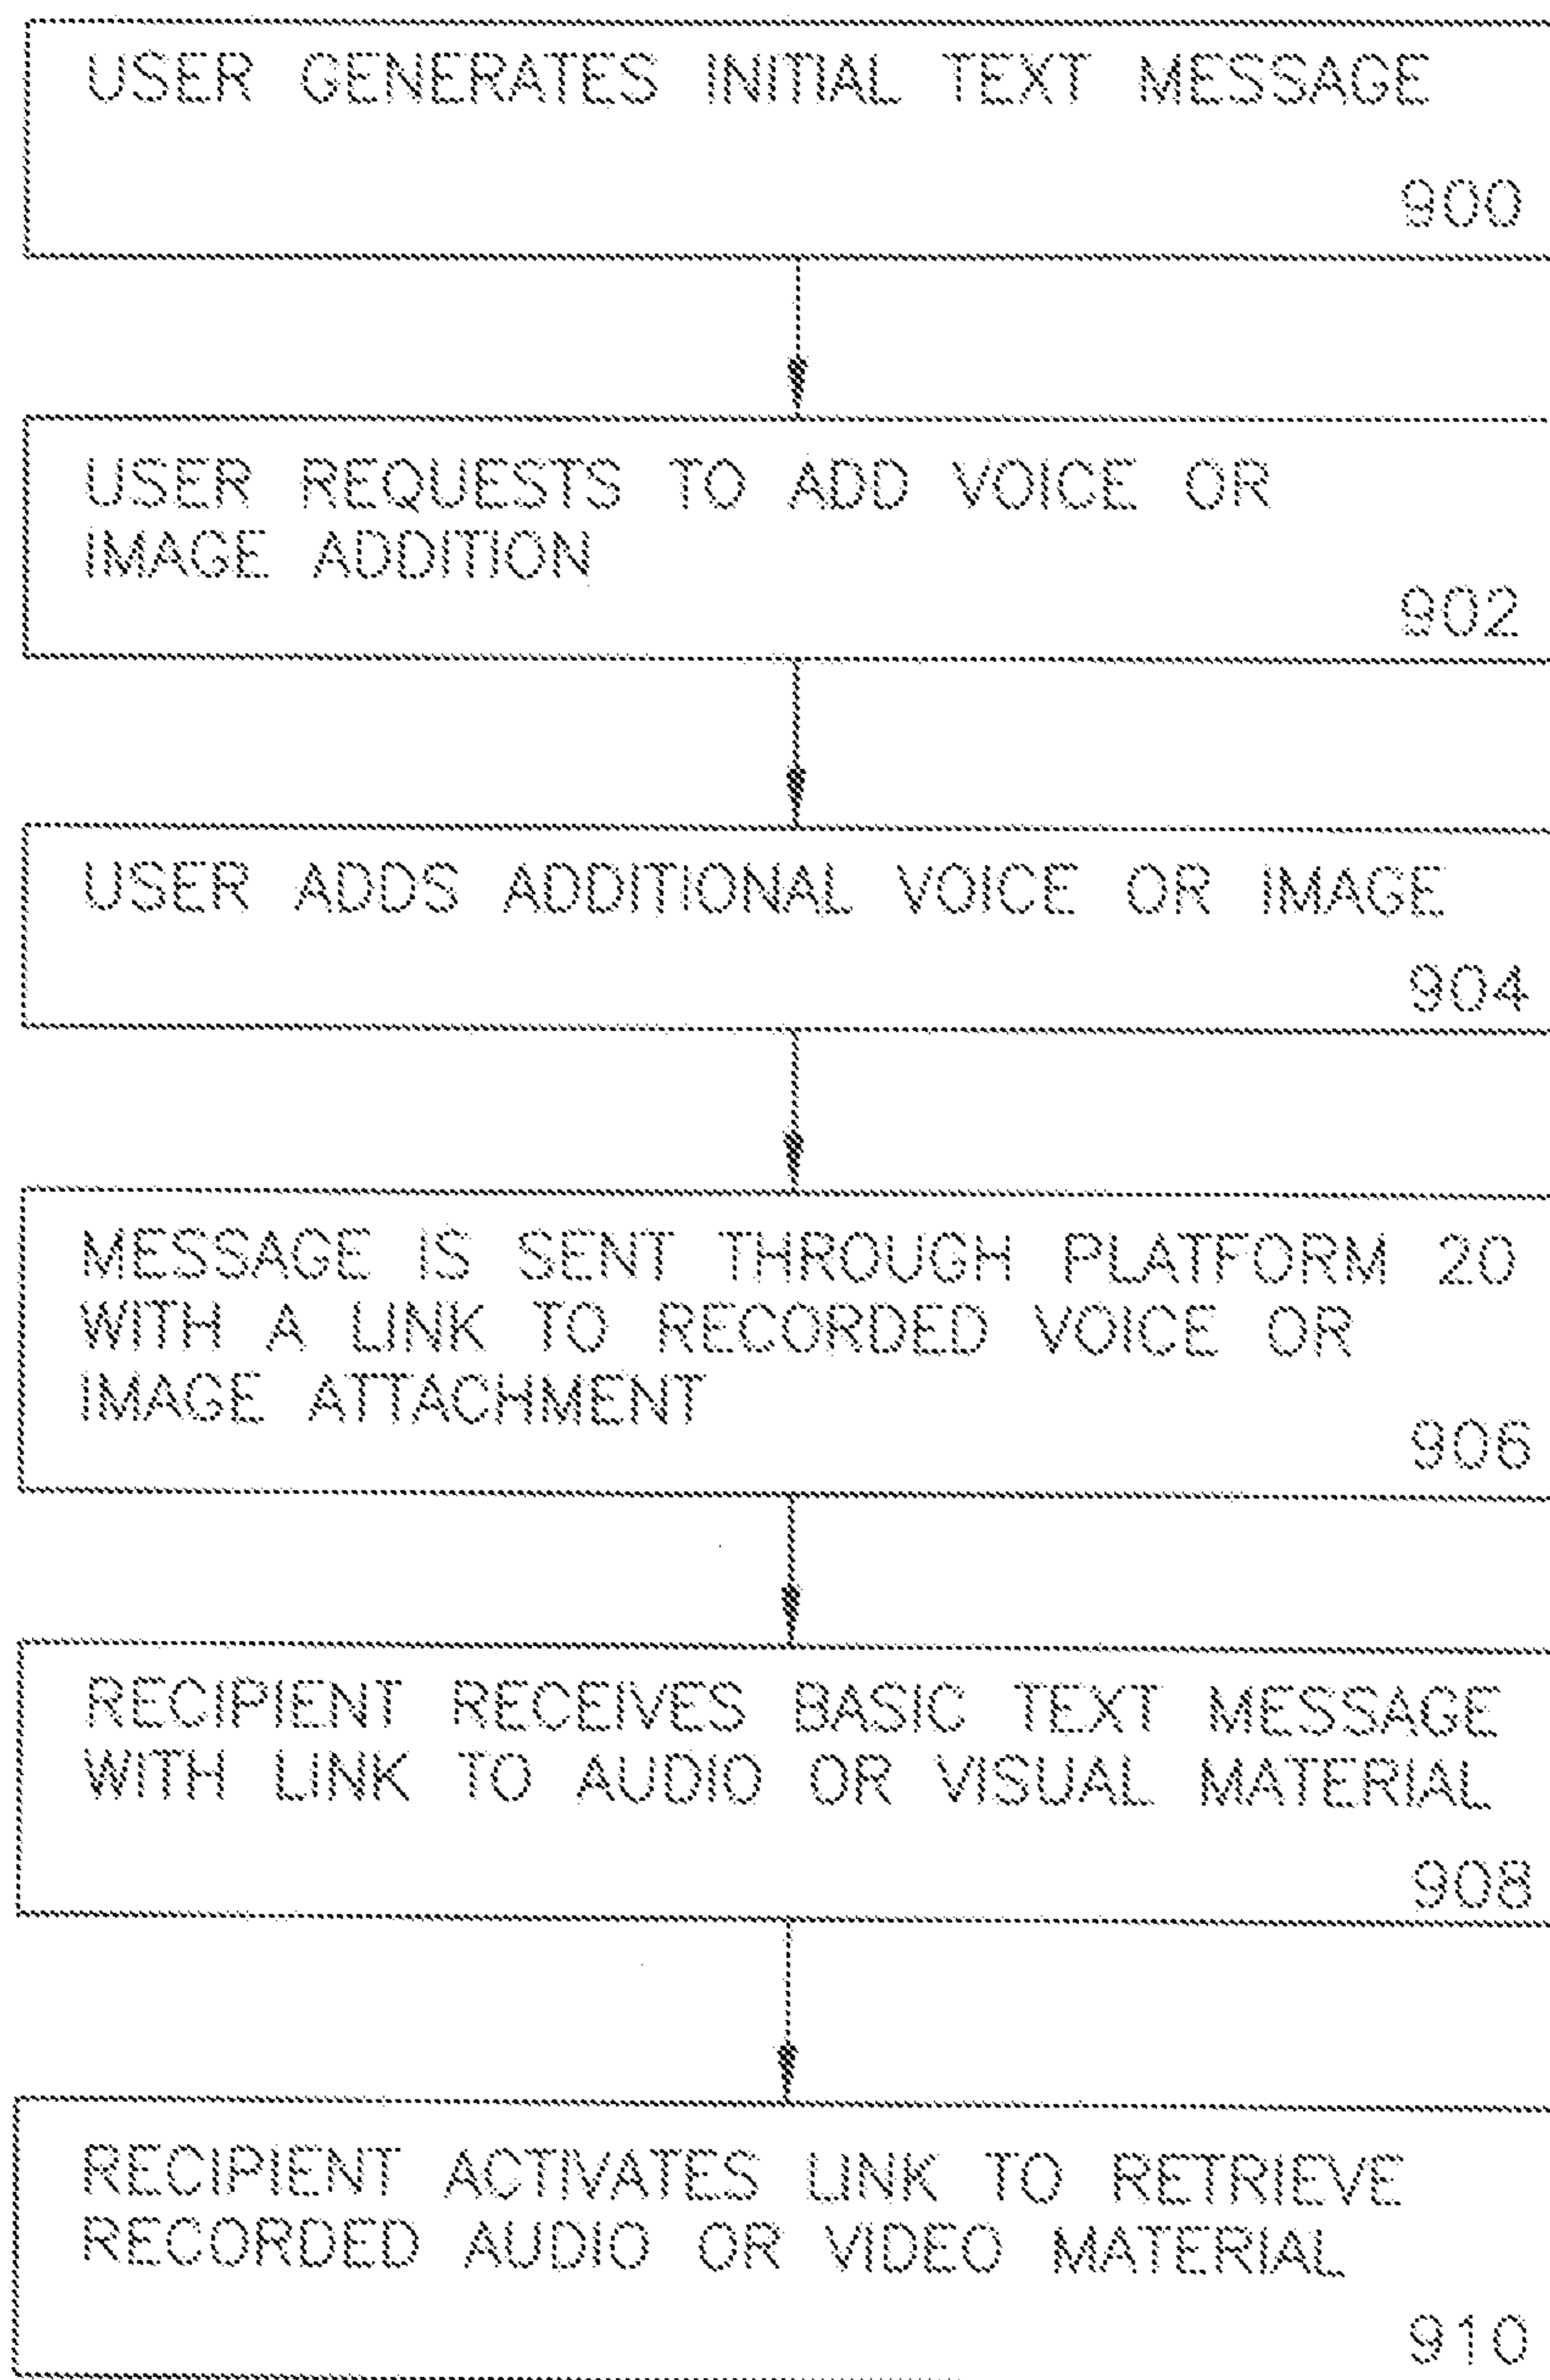 USER GENERATES INITIAL TEXT MESSAGE
900
USER REQUESTS TO ADD VOICE OR
IMAGE ADDITION
902
USER ADDS ADDITIONAL VOICE OR IMAGE
904
MESSAGE IS SENT THROUGH PLATFORM 20
WITH A LINK TO RECORDED VOICE OR
IMAGE ATTACHMENT
906
RECIPIENT RECEIVES BASIC TEXT MESSAGE
WITH LINK TO AUDIO OR VISUAL MATERIAL
908
RECIPIENT ACTIVATES LINK TO RETRIEVE
RECORDED AUDIO OR VIDEO MATERIAL
910